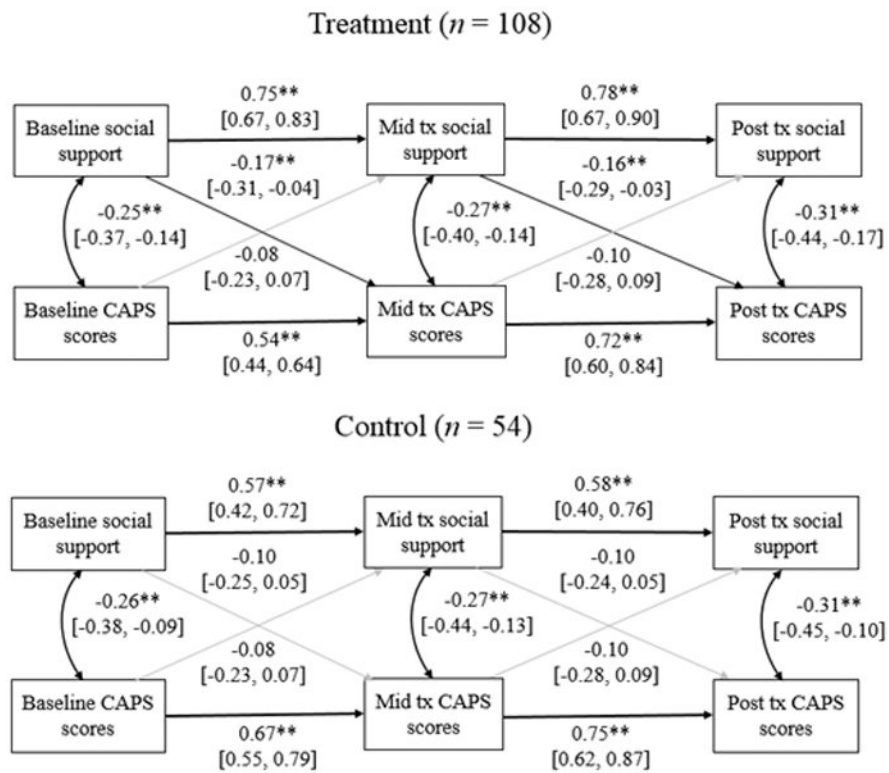 Treatment (n = 108)
0.75**
[0.67, 0.83]
0.78**
[0.67, 0.90]
Baseline social
support
Mid tx social
support
Post tx social
support
-0.17**
[-0.31, -0.04]
-0.16**
[-0.29, -0.03]
-0.25**
[-0.37, -0.14]
-0.27**
[-0.40, -0.14]
-0.31**
[-0.44, -0.17]
-0.08
[-0.23, 0.07]
-0.10
[-0.28, 0.09]
Baseline CAPS
scores
Mid tx CAPS
scores
Post tx CAPS
scores
0.54**
[0.44, 0.64]
0.72**
[0.60, 0.84]
Control (n = 54)
0.57**
[0.42, 0.72]
0.58**
[0.40, 0.76]
Baseline social
support
Mid tx social
support
Post tx social
support
-0.10
[-0.25, 0.05]
-0.10
[-0.24, 0.05]
-0.26**
[-0.38, -0.09]
-0.27**
[-0.44, -0.13]
-0.31**
[-0.45, -0.10]
-0.08
[-0.23, 0.07]
-0.10
[-0.28, 0.09]
Baseline CAPS
scores
Mid tx CAPS
scores
Post tx CAPS
scores
0.67**
[0.55, 0.79]
0.75**
[0.62, 0.87]